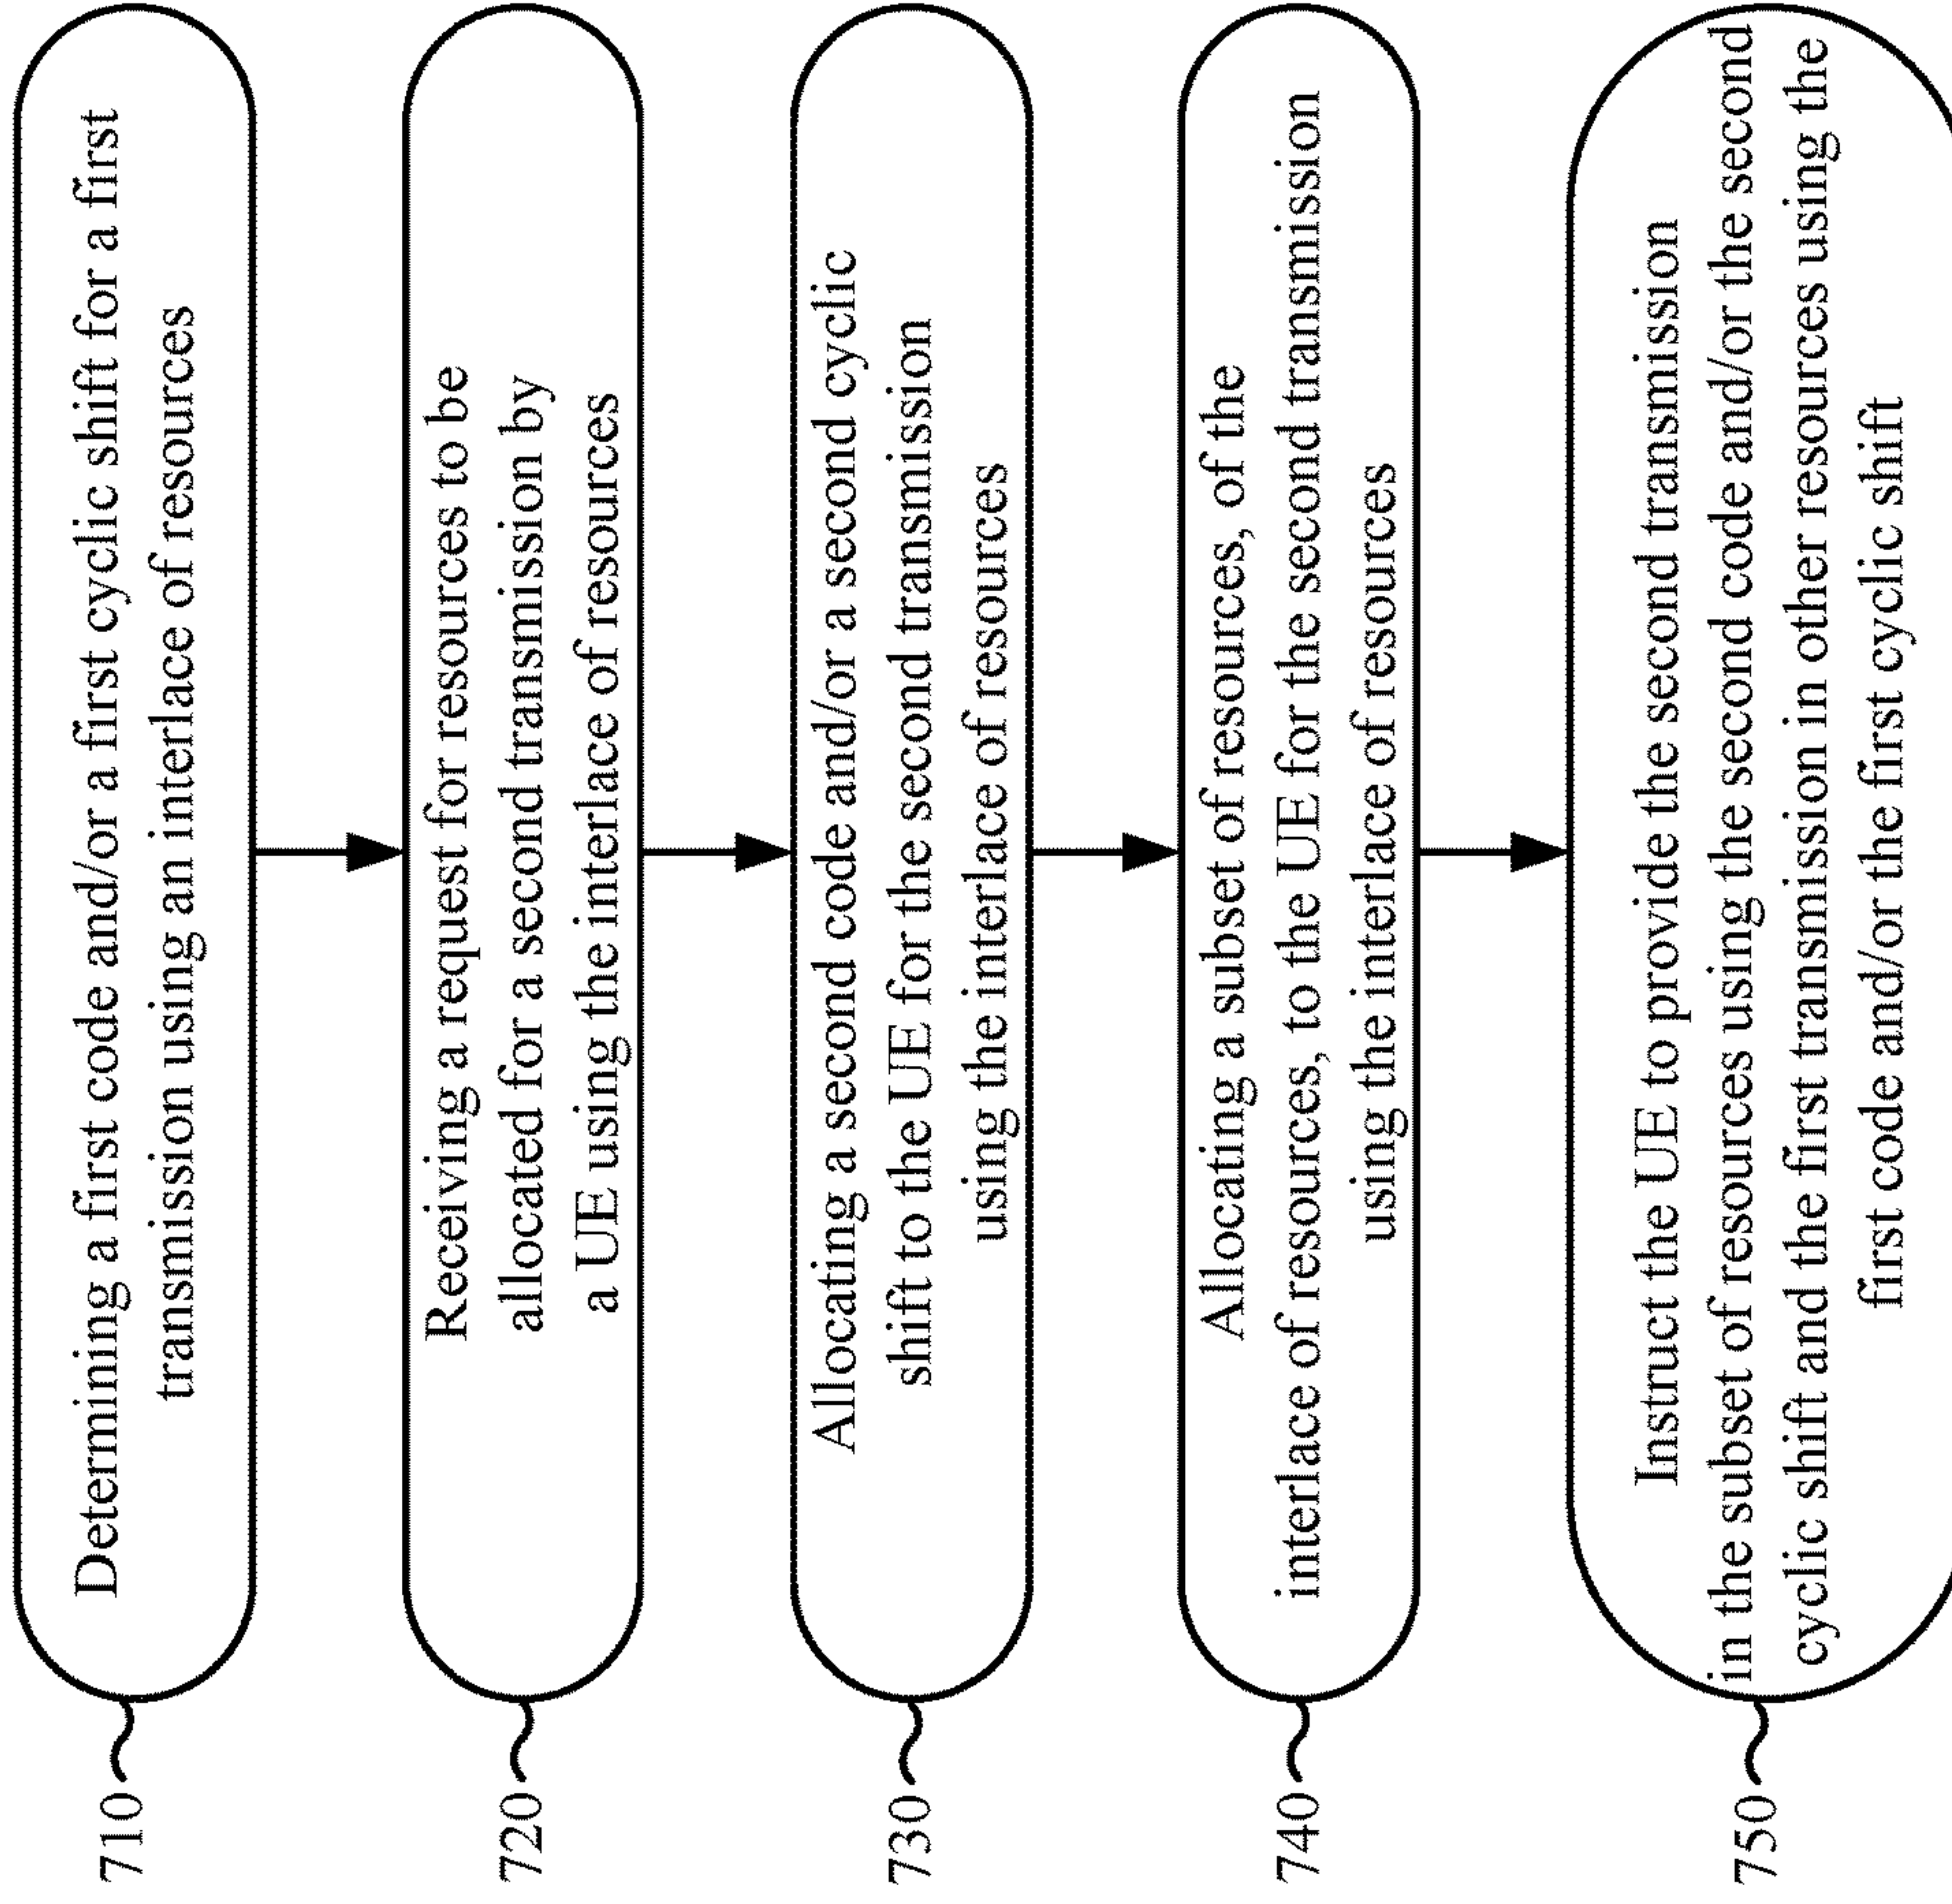 710
Determining a first code and/or a first cyclic shift for a first
transmission using an interlace of resources
720
Receiving a request for resources to be
allocated for a second transmission by
a UE using the interlace of resources
730
Allocating a second code and/or a second cyclic
shift to the UE for the second transmission
using the interlace of resources
740
Allocating a subset of resources, of the
interlace of resources, to the UE for the second transmission
using the interlace of resources
750
Instruct the UE to provide the second transmission
in the subset of resources using the second code and/or the second
cyclic shift and the first transmission in other resources using the
first code and/or the first cyclic shift